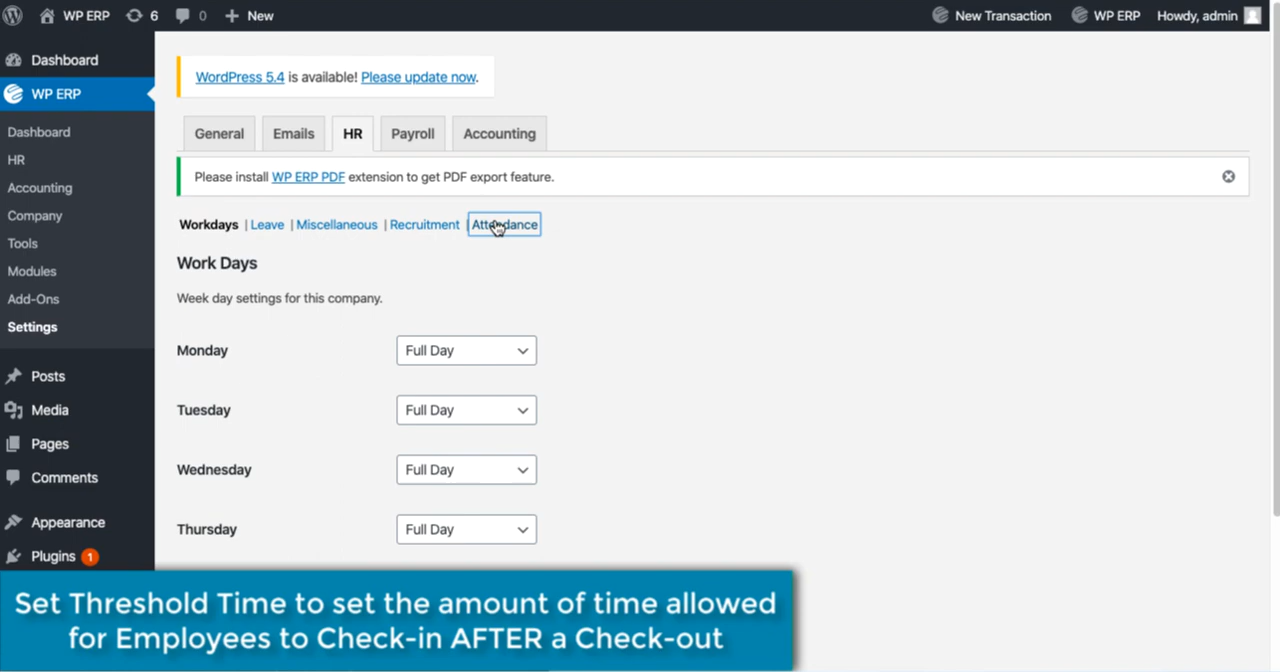 WP ERP 6 0 New New Transaction WP ERP Howdy, admin
Dashboard
WP ERP
Dashboard
HR
Accounting
Company
Tools
Modules
Add-Ons
Settings
Posts
Media
Pages
Comments
Appearance
Plugins 1
WordPress 5.4 is available! Please update now.
General Emails HR Payroll Accounting
Please install WP ERP PDF extension to get PDF export feature.
Workdays | Leave | Miscellaneous | Recruitment | Attendance
Work Days
Week day settings for this company.
Monday Full Day
Tuesday Full Day
Wednesday Full Day
Thursday Full Day
Set Threshold Time to set the amount of time allowed
for Employees to Check-in AFTER a Check-out